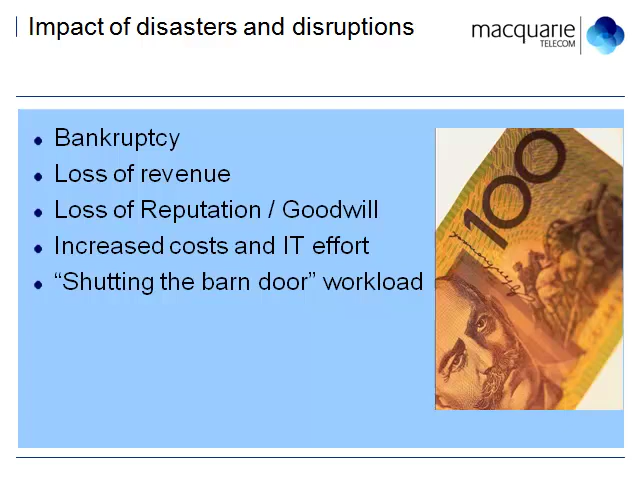 Impact of disasters and disruptions
macquarie
TELECOM
Bankruptcy
Loss of revenue
Loss of Reputation / Goodwill
Increased costs and IT effort
“Shutting the barn door” workload
100